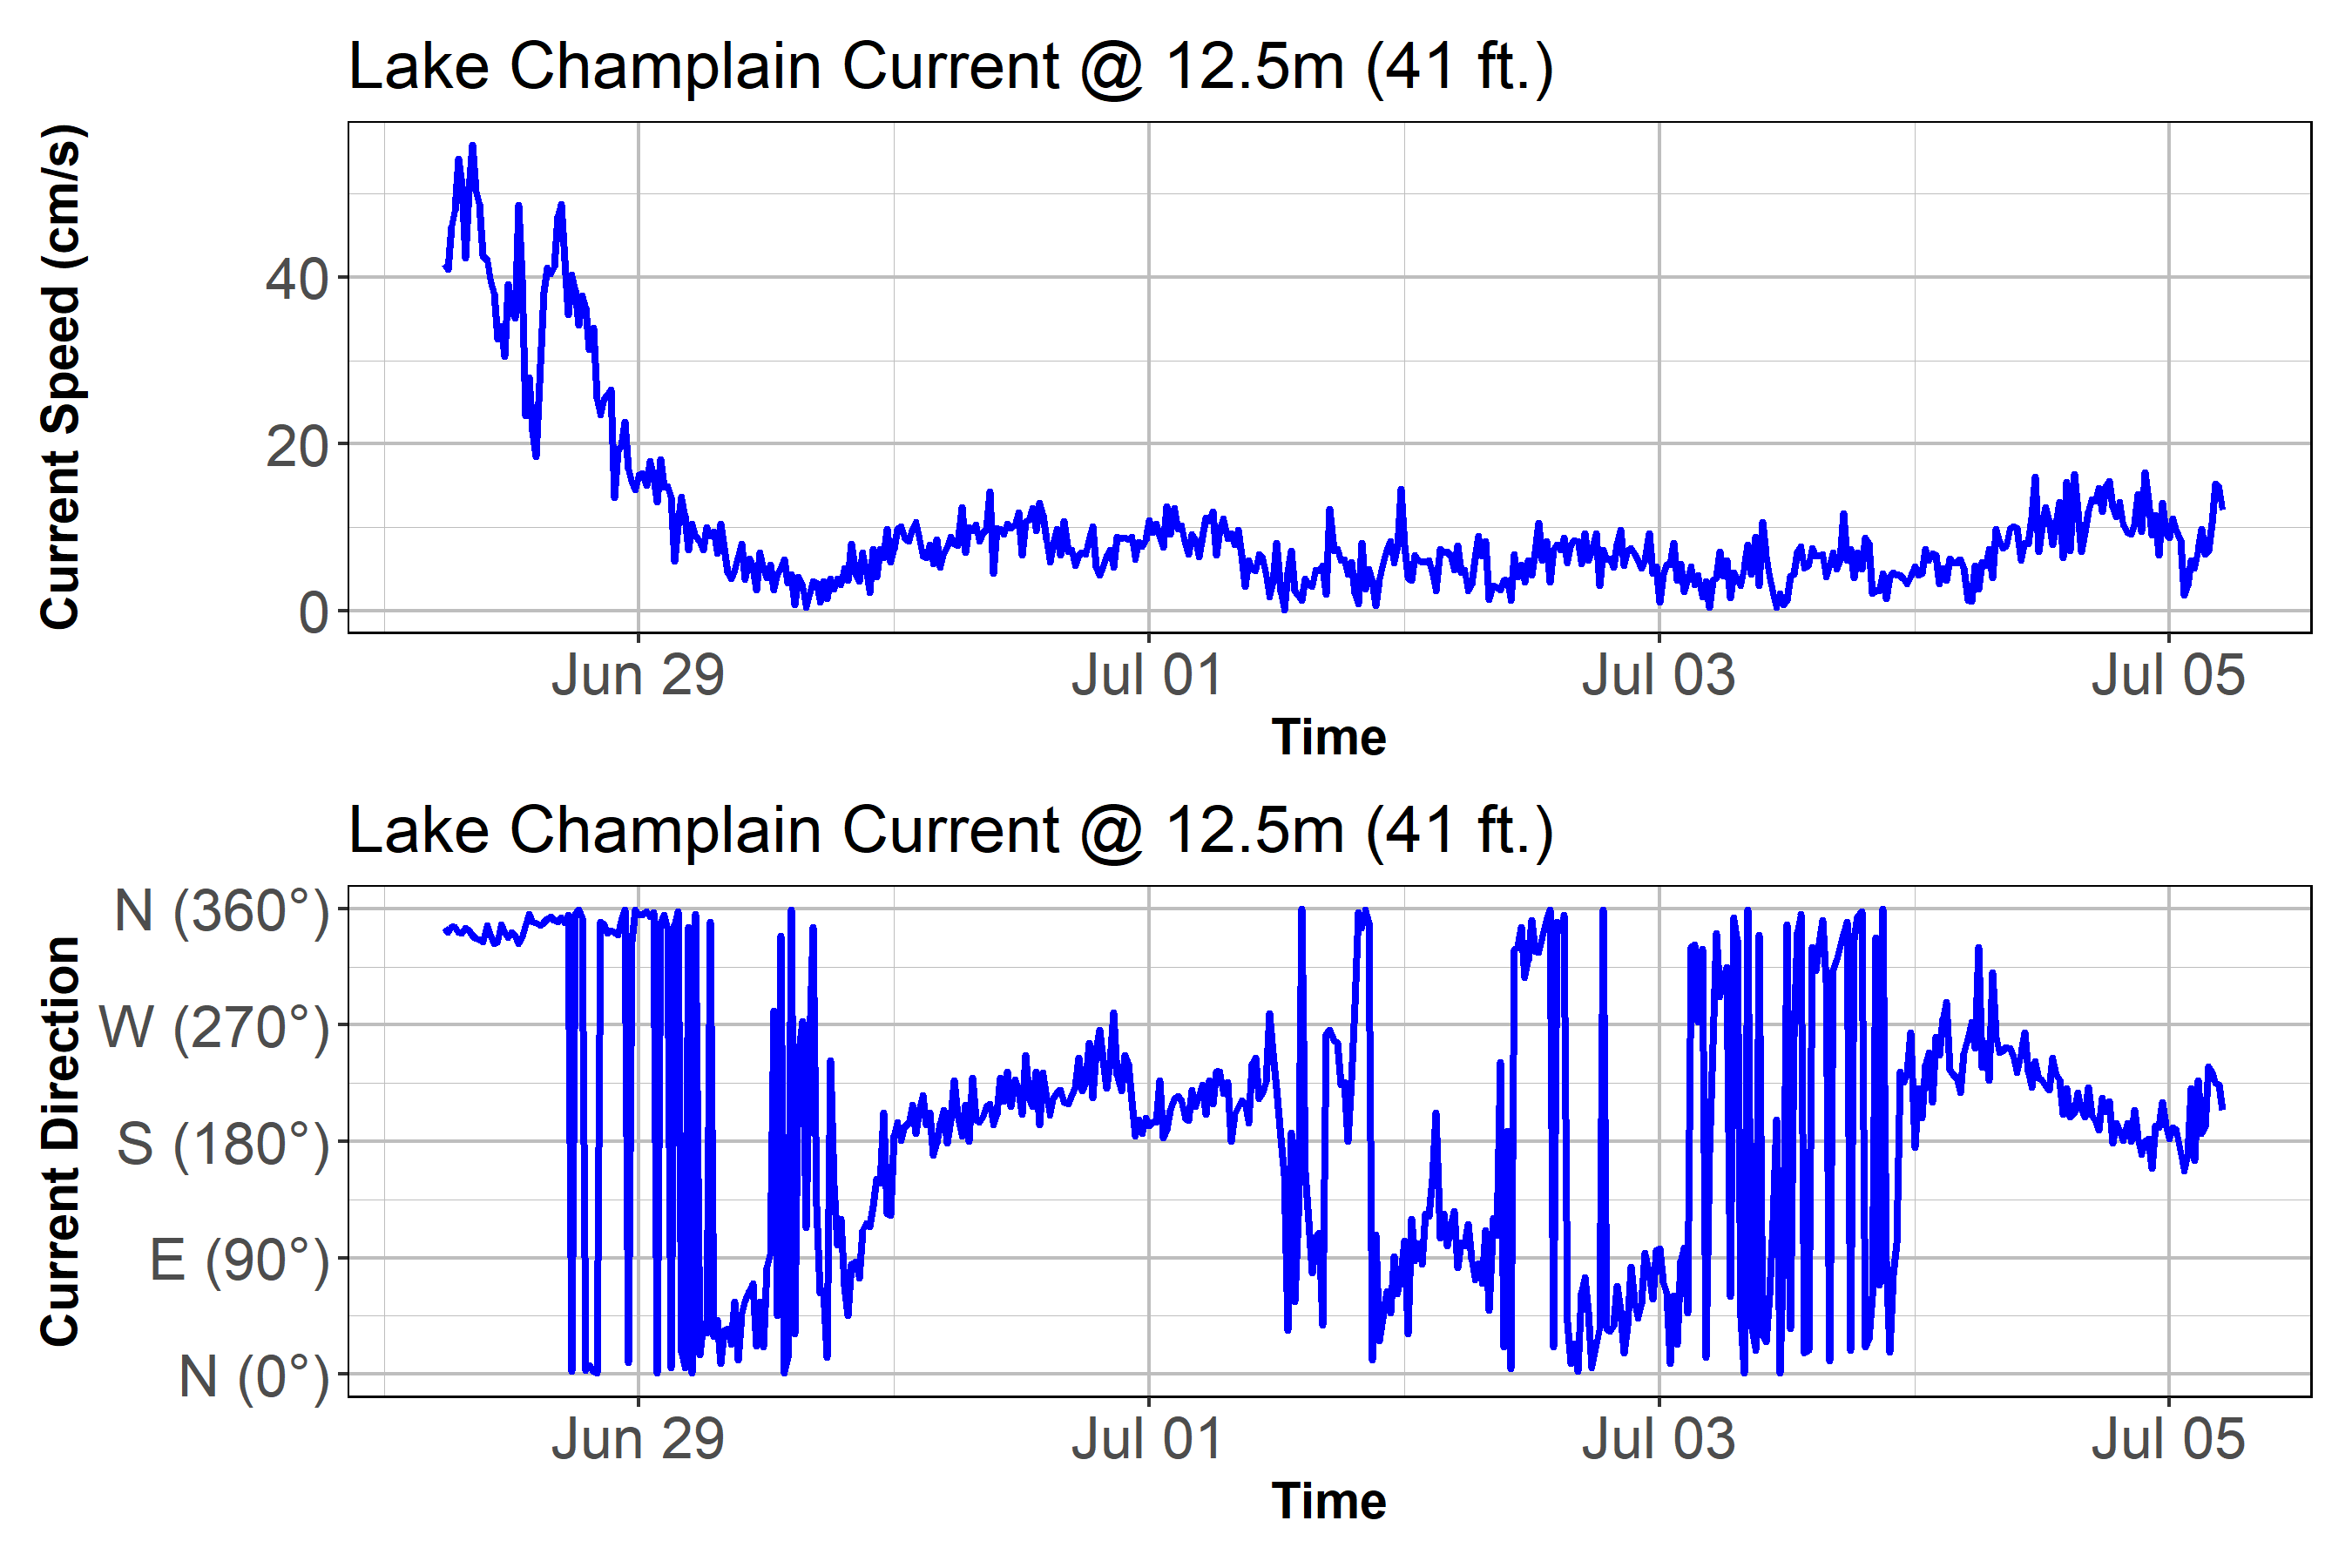 Lake Champlain Current @ 12.5m (41 ft.)
Current Speed (cm/s)
40
20
0
Jun 29
Jul 01
Jul 03
Jul 05
Time
Lake Champlain Current @ 12.5m (41 ft.)
Current Direction
N (360°)
W (270°)
S (180°)
E (90°)
N (0°)
Jun 29
Jul 01
Jul 03
Jul 05
Time